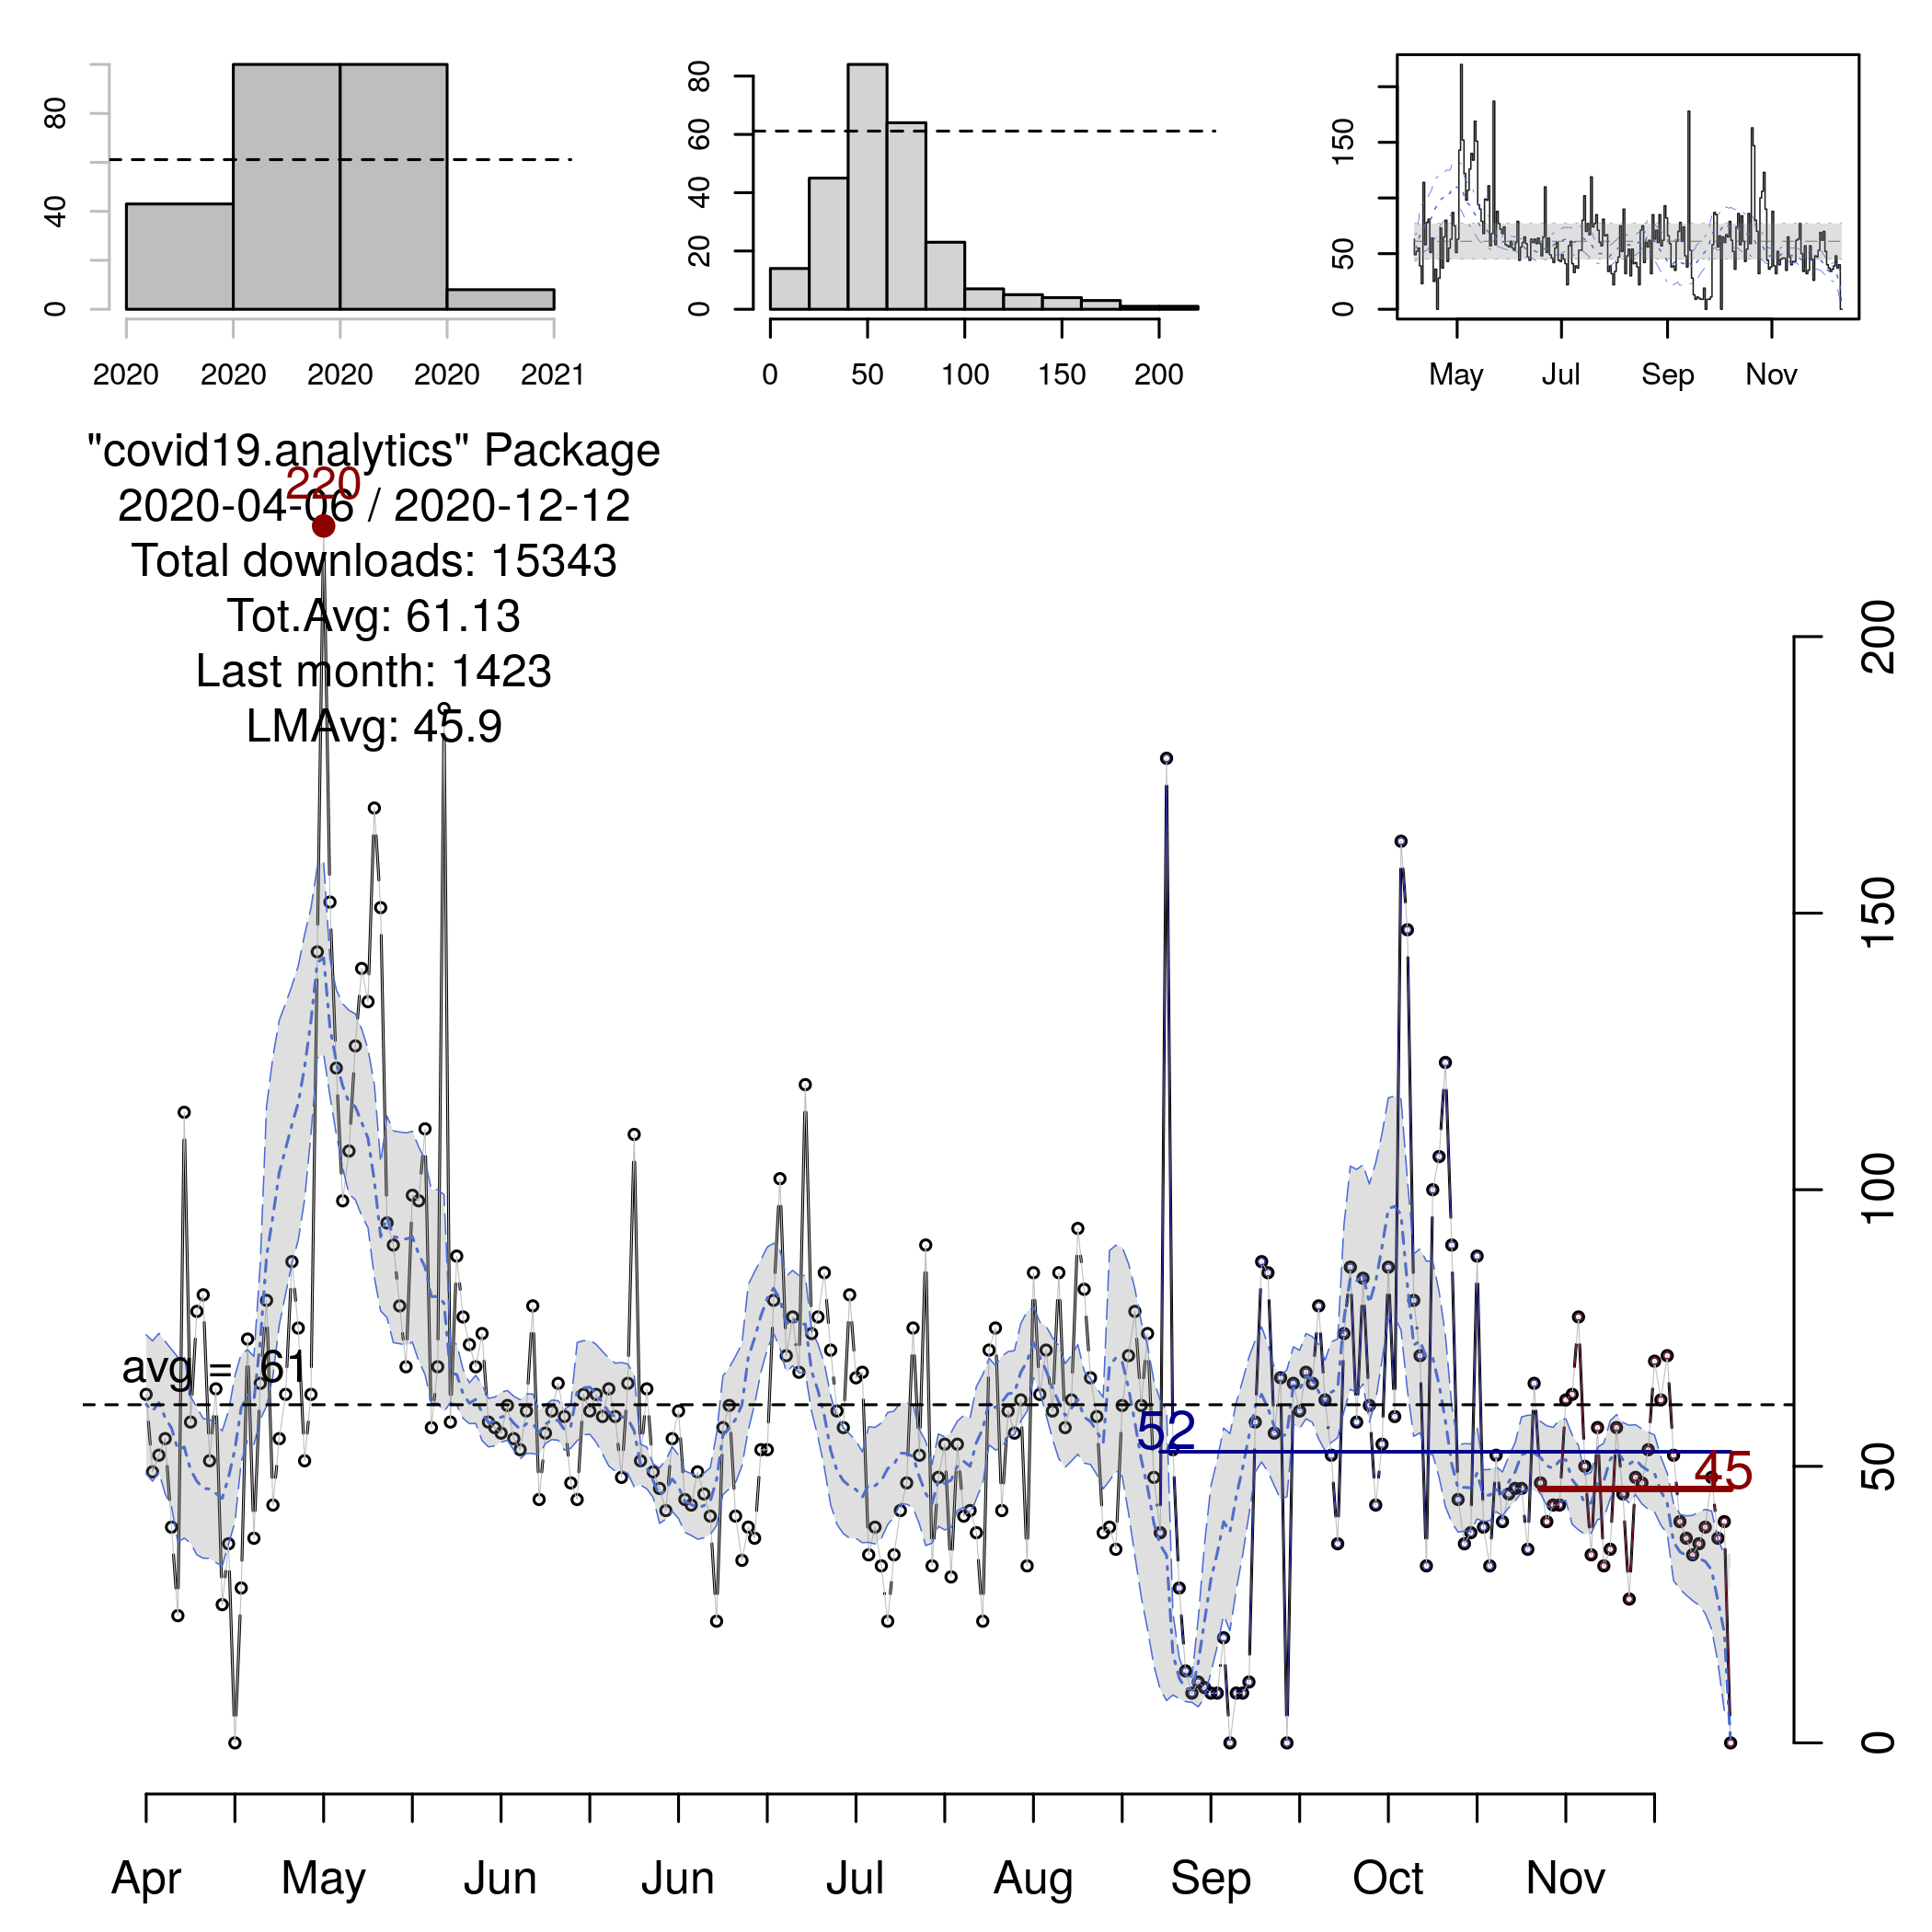 80
40
0
2020 2020 2020 2020 2021
80
60
40
20
0
0 50 100 150 200
150
50
0
May Jul Sep Nov
"covid19.analytics" Package
220
2020-04-06 / 2020-12-12
Total downloads: 15343
Tot.Avg: 61.13
Last month: 1423
LMAvg: 45.9
avg = 61
52
45
200
150
100
50
0
Apr May Jun Jun Jul Aug Sep Oct Nov